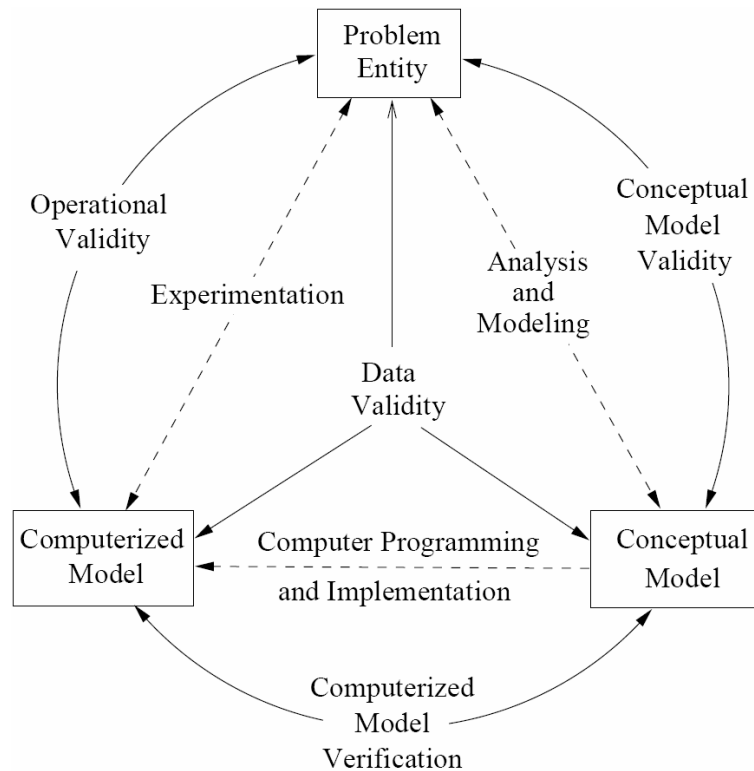 Problem
Entity
Operational
Validity
Conceptual
Model
Validity
Experimentation
Analysis
and
Modeling
Data
Validity
Computerized
Model
Computer Programming
and Implementation
Conceptual
Model
Computerized
Model
Verification